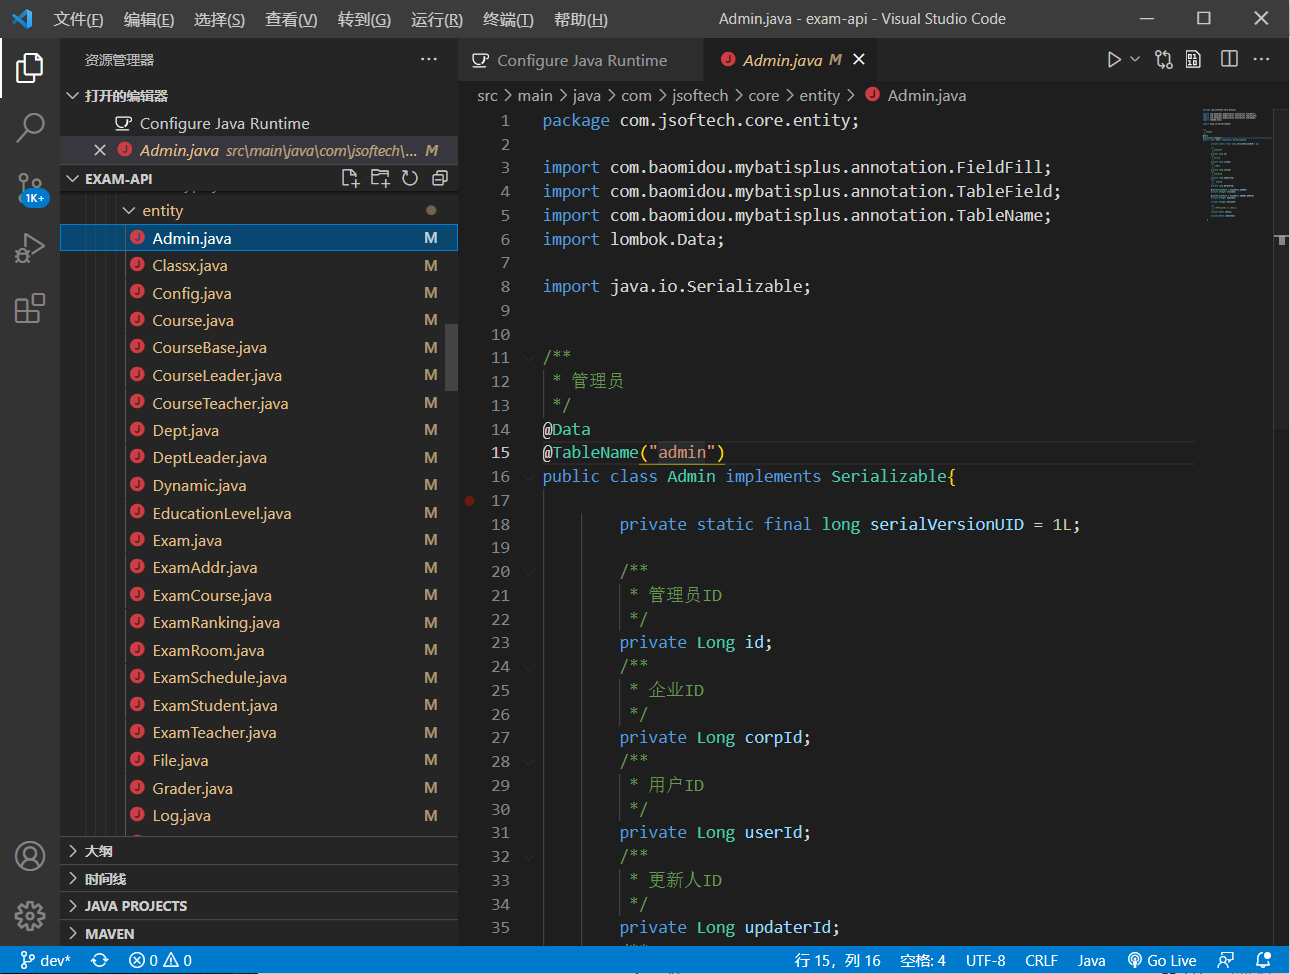 文件(F) 编辑(E) 选择(S) 查看(V) 转到(G) 运行(R) 终端(T) 帮助(H) Admin.java - exam-api - Visual Studio Code
资源管理器
打开的编辑器
Configure Java Runtime
Admin.java src\main\java\com\jsoftech\... M
EXAM-API
1K+
entity
Admin.java M
Classx.java M
Config.java M
Course.java M
CourseBase.java M
CourseLeader.java M
CourseTeacher.java M
Dept.java M
DeptLeader.java M
Dynamic.java M
EducationLevel.java M
Exam.java M
ExamAddr.java M
ExamCourse.java M
ExamRanking.java M
ExamRoom.java M
ExamSchedule.java M
ExamStudent.java M
ExamTeacher.java M
File.java M
Grader.java M
Log.java M
大纲
时间线
JAVA PROJECTS
MAVEN
Configure Java Runtime
Admin.java M
src > main > java > com > jsoftech > core > entity > Admin.java
1 package com.jsoftech.core.entity;
2
3 import com.baomidou.mybatisplus.annotation.FieldFill;
4 import com.baomidou.mybatisplus.annotation.TableField;
5 import com.baomidou.mybatisplus.annotation.TableName;
6 import lombok.Data;
7
8 import java.io.Serializable;
9
10
11 /**
12 * 管理员
13 */
14 @Data
15 @TableName("admin")
16 public class Admin implements Serializable{
17
18 private static final long serialVersionUID = 1L;
19
20 /**
21 * 管理员ID
22 */
23 private Long id;
24 /**
25 * 企业ID
26 */
27 private Long corpId;
28 /**
29 * 用户ID
30 */
31 private Long userId;
32 /**
33 * 更新人ID
34 */
35 private Long updaterId;
dev* 0 0 行 15，列 16 空格: 4 UTF-8 CRLF Java Go Live